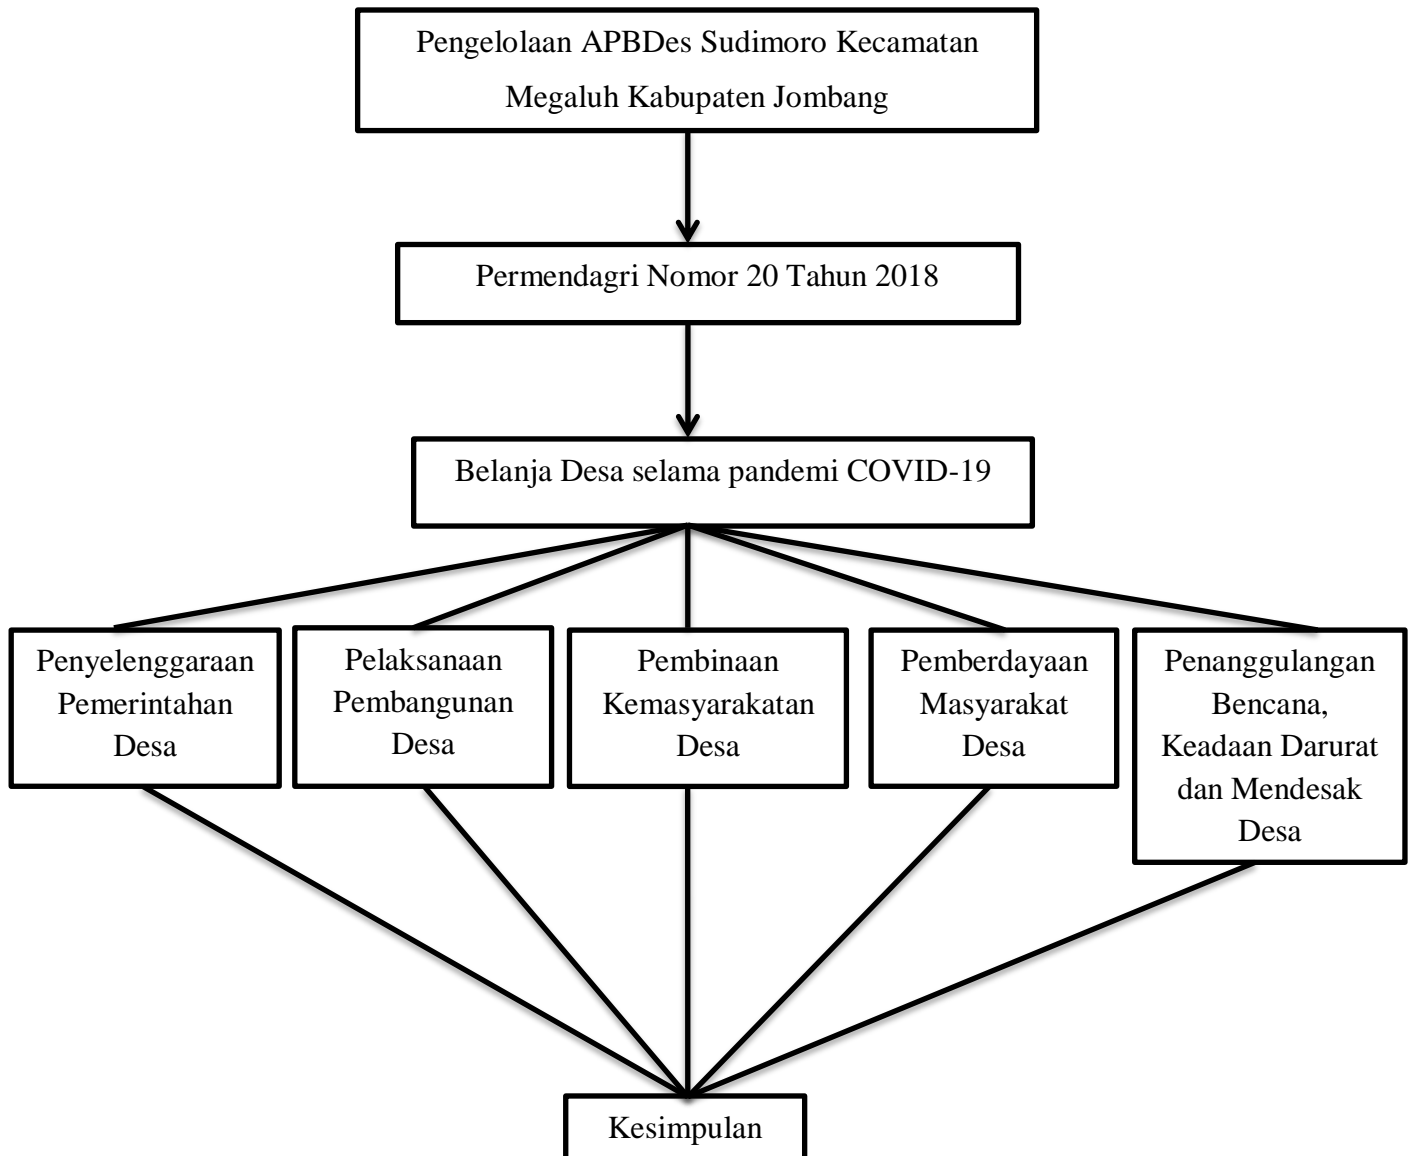 Pengelolaan APBDes Sudimoro Kecamatan
Megaluh Kabupaten Jombang
Permendagri Nomor 20 Tahun 2018
Belanja Desa selama pandemi COVID-19
Penyelenggaraan
Pemerintahan
Desa
Pelaksanaan
Pembangunan
Desa
Pembinaan
Kemasyarakatan
Desa
Pemberdayaan
Masyarakat
Desa
Penanggulangan
Bencana,
Keadaan Darurat
dan Mendesak
Desa
Kesimpulan